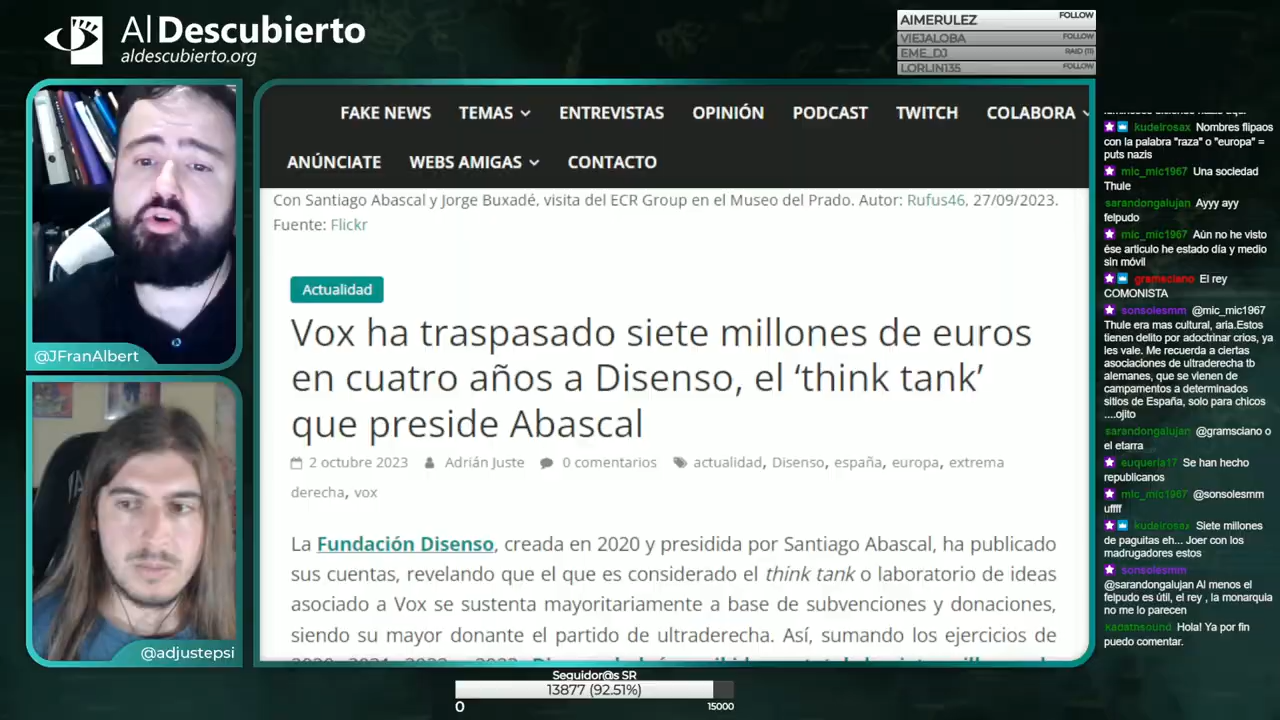 Al Descubierto
aldescubierto.org
AIMERULEZ FOLLOW
VIEJALOBA FOLLOW
EME_DJ RAID (11)
LORLIN135 FOLLOW
FAKE NEWS TEMAS ENTREVISTAS OPINIÓN PODCAST TWITCH COLABORA
ANÚNCIATE WEBS AMIGAS CONTACTO
Con Santiago Abascal y Jorge Buxadé, visita del ECR Group en el Museo del Prado. Autor: Rufus46, 27/09/2023.
Fuente: Flickr
Actualidad
Vox ha traspasado siete millones de euros
en cuatro años a Disenso, el ‘think tank’
que preside Abascal
2 octubre 2023 Adrián Juste 0 comentarios actualidad, Disenso, españa, europa, extrema
derecha, vox
La Fundación Disenso, creada en 2020 y presidida por Santiago Abascal, ha publicado
sus cuentas, revelando que el que es considerado el think tank o laboratorio de ideas
asociado a Vox se sustenta mayoritariamente a base de subvenciones y donaciones,
siendo su mayor donante el partido de ultraderecha. Así, sumando los ejercicios de
@JFranAlbert
@adjustepsi
kudeirosax Nombres flipaos
con la palabra "raza" o "europa" =
puts nazis
mic_mic1967 Una sociedad
Thule
sarandongalujan Ayyy ayy
felpudo
mic_mic1967 Aún no he visto
ése articulo he estado día y medio
sin móvil
gramsciano El rey
COMONISTA
sonsolesmm @mic_mic1967
Thule era mas cultural, aria.Estos
tienen delito por adoctrinar crios, ya
les vale. Me recuerda a ciertas
asociaciones de ultraderecha tb
alemanes, que se vienen de
campamentos a determinados
sitios de España, solo para chicos
....ojito
sarandongalujan @gramsciano o
el etarra
euqueria17 Se han hecho
republicanos
mic_mic1967 @sonsolesmm
uffff
kudeirosax Siete millones
de paguitas eh... Joer con los
madrugadores estos
sonsolesmm
@sarandongalujan Al menos el
felpudo es útil, el rey , la monarquia
no me lo parecen
kadatnsound Hola! Ya por fin
puedo comentar.
Seguidor@s SR
13877 (92.51%)
0 15000